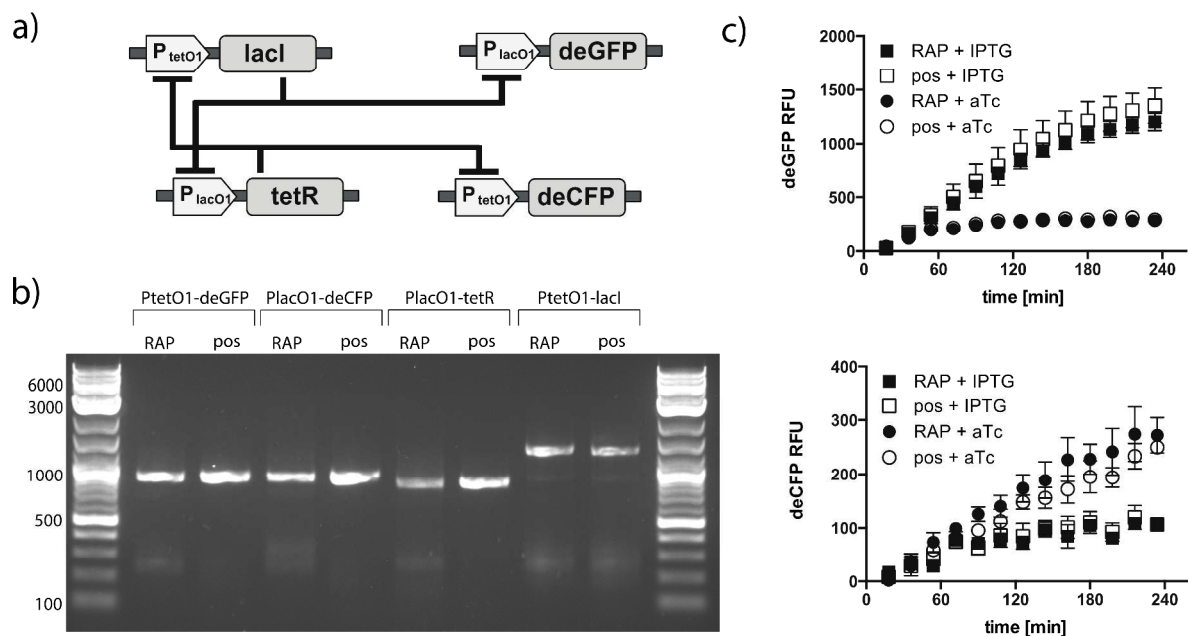 a)
PtetO1 lacI
PlacO1 deGFP
PlacO1 tetR
PtetO1 deCFP
b)
PtetO1-deGFP PlacO1-deCFP PlacO1-tetR PtetO1-lacI
RAP pos RAP pos RAP pos RAP pos
6000
3000
1000
500
100
c)
deGFP RFU
2000
1500
1000
500
0
RAP + IPTG
pos + IPTG
RAP + aTc
pos + aTc
0 60 120 180 240
time [min]
deCFP RFU
400
300
200
100
0
RAP + IPTG
pos + IPTG
RAP + aTc
pos + aTc
0 60 120 180 240
time [min]